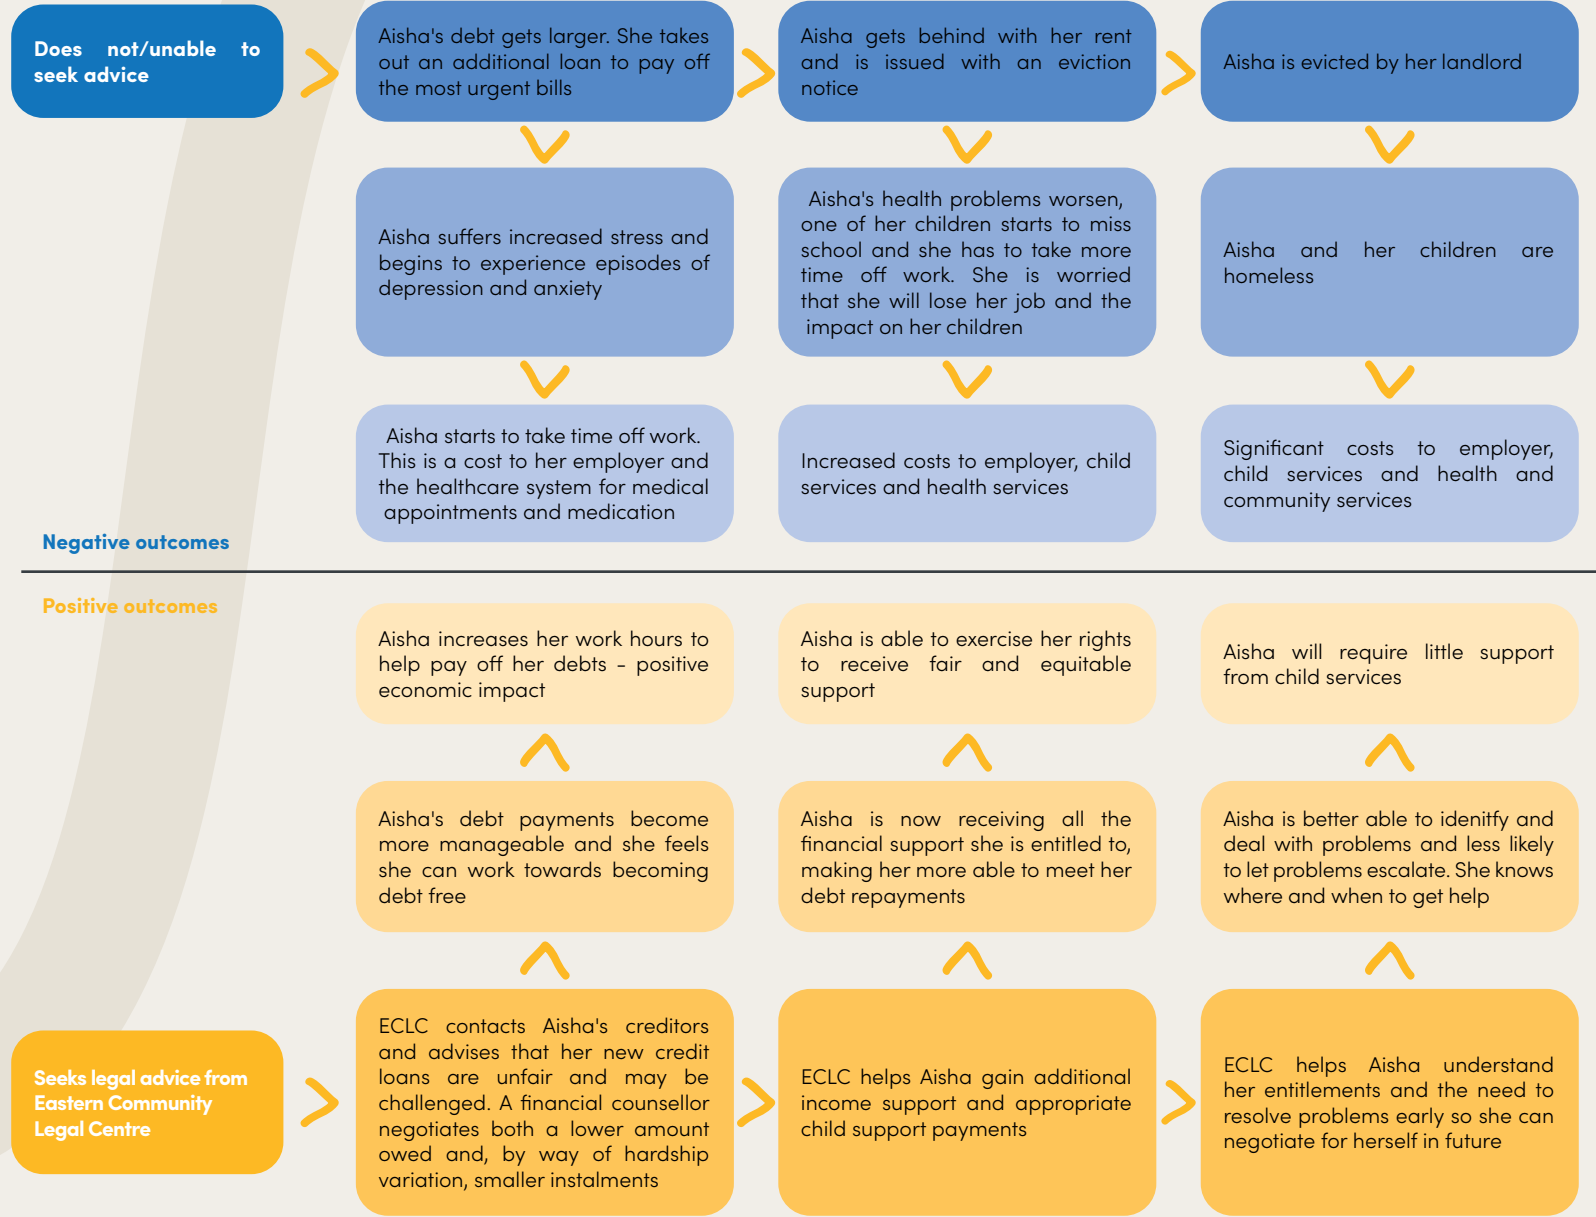 Does not/unable to
seek advice
Aisha's debt gets larger. She takes
out an additional loan to pay off
the most urgent bills
Aisha gets behind with her rent
and is issued with an eviction
notice
Aisha is evicted by her landlord
Aisha suffers increased stress and
begins to experience episodes of
depression and anxiety
Aisha's health problems worsen,
one of her children starts to miss
school and she has to take more
time off work. She is worried
that she will lose her job and the
impact on her children
Aisha and her children are
homeless
Aisha starts to take time off work.
This is a cost to her employer and
the healthcare system for medical
appointments and medication
Increased costs to employer, child
services and health services
Significant costs to employer,
child services and health and
community services
Negative outcomes
Positive outcomes
Aisha increases her work hours to
help pay off her debts - positive
economic impact
Aisha is able to exercise her rights
to receive fair and equitable
support
Aisha will require little support
from child services
Aisha's debt payments become
more manageable and she feels
she can work towards becoming
debt free
Aisha is now receiving all the
financial support she is entitled to,
making her more able to meet her
debt repayments
Aisha is better able to idenitfy and
deal with problems and less likely
to let problems escalate. She knows
where and when to get help
Seeks legal advice from
Eastern Community
Legal Centre
ECLC contacts Aisha's creditors
and advises that her new credit
loans are unfair and may be
challenged. A financial counsellor
negotiates both a lower amount
owed and, by way of hardship
variation, smaller instalments
ECLC helps Aisha gain additional
income support and appropriate
child support payments
ECLC helps Aisha understand
her entitlements and the need to
resolve problems early so she can
negotiate for herself in future